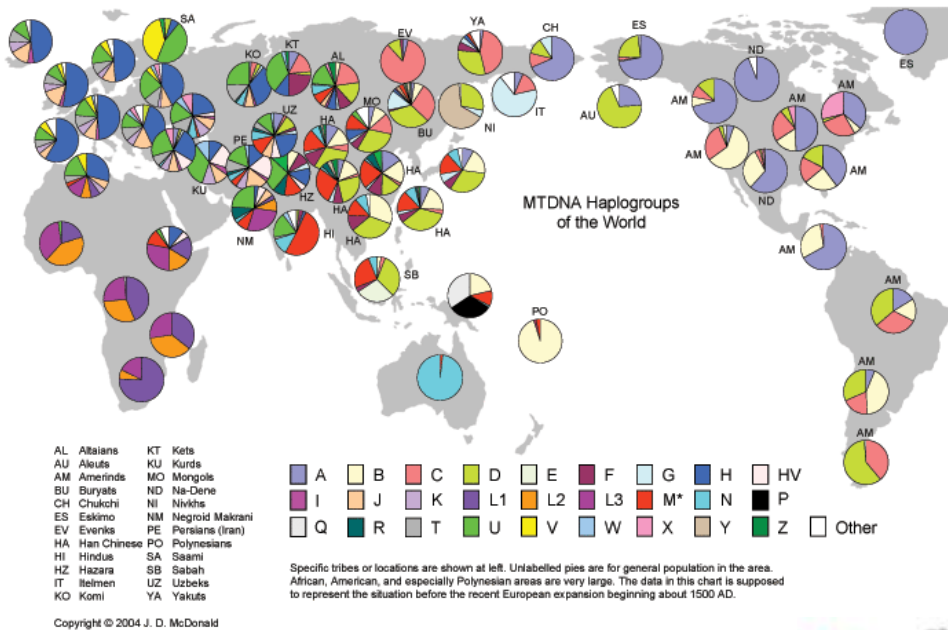 SA
YA
CH
ES
KO
KT
AL
EV
ND
ES
UZ
MO
HA
BU
NI
IT
AU
AM
AM
AM
PE
HA
AM
AM
KU
HZ
HA
MTDNA Haplogroups
of the World
ND
NM
HI
HA
HA
SB
AM
AM
PO
AM
AM
AL Altaians KT Kets
AU Aleuts KU Kurds
AM Amerinds MO Mongols
BU Buryats ND Na-Dene
CH Chukchi NI Nivkhs
ES Eskimo NM Negroid Makrani
EV Evenks PE Persians (Iran)
HA Han Chinese PO Polynesians
HI Hindus SA Saami
HZ Hazara SB Sabah
IT Itelmen UZ Uzbeks
KO Komi YA Yakuts
A B C D E F G H HV
I J K L1 L2 L3 M* N P
Q R T U V W X Y Z Other
Specific tribes or locations are shown at left. Unlabelled pies are for general population in the area.
African, American, and especially Polynesian areas are very large. The data in this chart is supposed
to represent the situation before the recent European expansion beginning about 1500 AD.
Copyright © 2004 J. D. McDonald